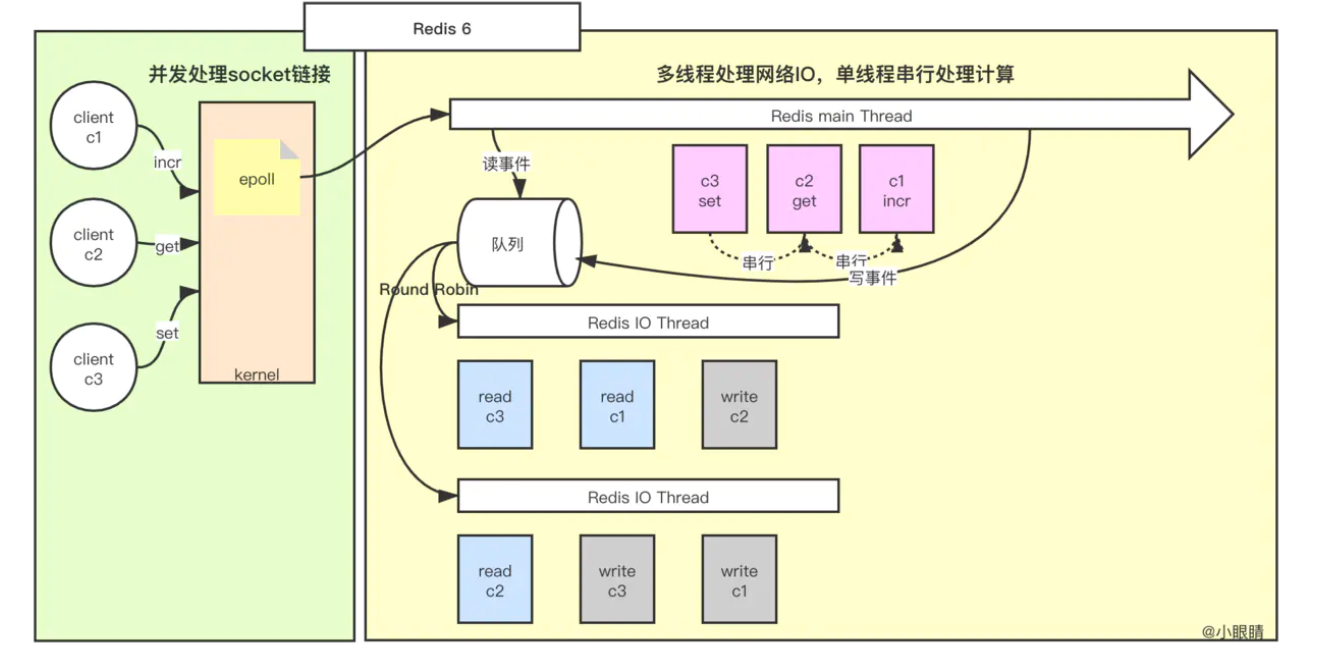 Redis 6
并发处理socket链接
多线程处理网络IO，单线程串行处理计算
client
c1
incr
client
c2
get
client
c3
set
epoll
kernel
Redis main Thread
读事件
c3
set
c2
get
c1
incr
串行
串行
写事件
队列
Round Robin
Redis IO Thread
read
c3
read
c1
write
c2
Redis IO Thread
read
c2
write
c3
write
c1
@小眼睛